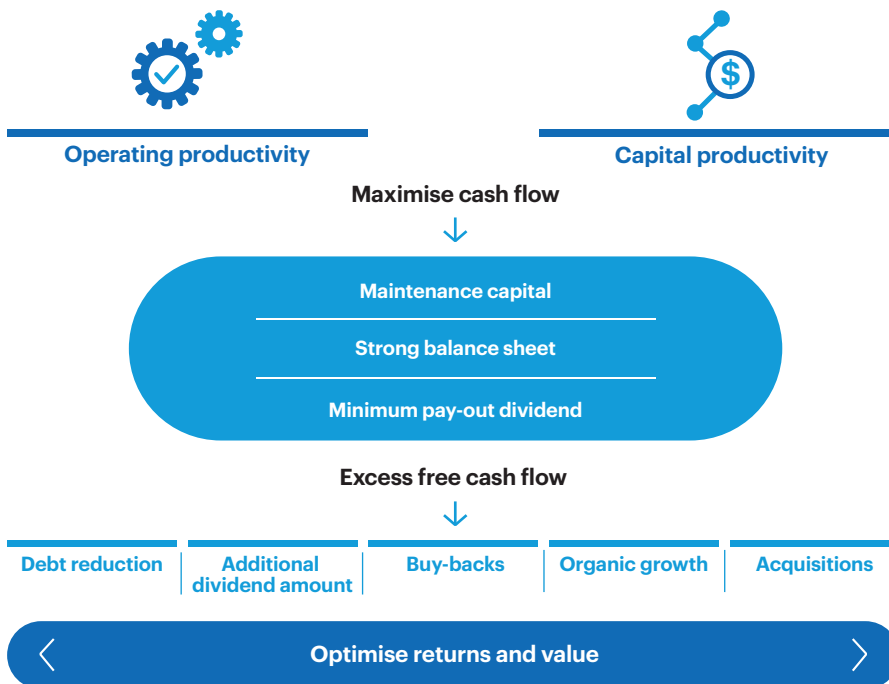 $
Operating productivity
Capital productivity
Maximise cash flow
Maintenance capital
Strong balance sheet
Minimum pay-out dividend
Excess free cash flow
Debt reduction
Additional
dividend amount
Buy-backs
Organic growth
Acquisitions
Optimise returns and value